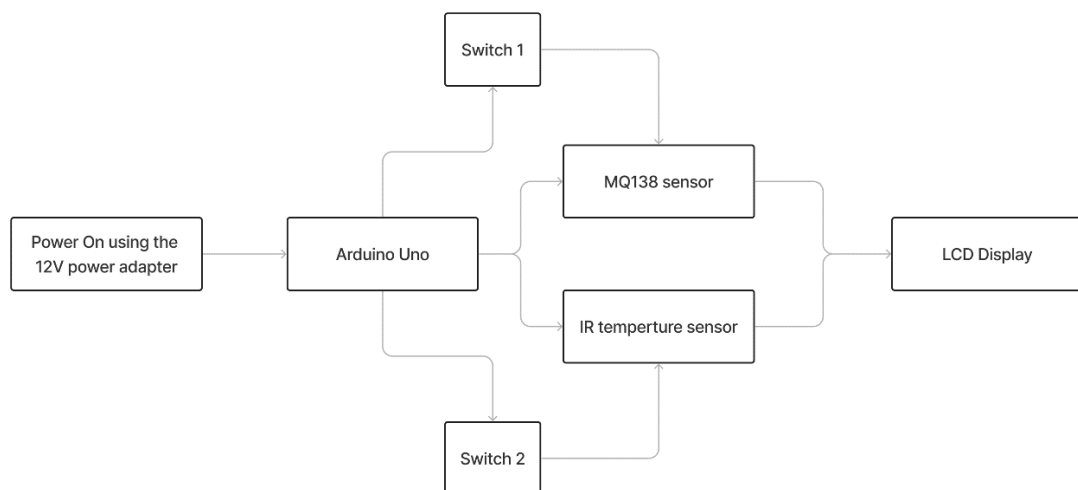 Switch 1
MQ138 sensor
Power On using the
12V power adapter
Arduino Uno
LCD Display
IR temperture sensor
Switch 2